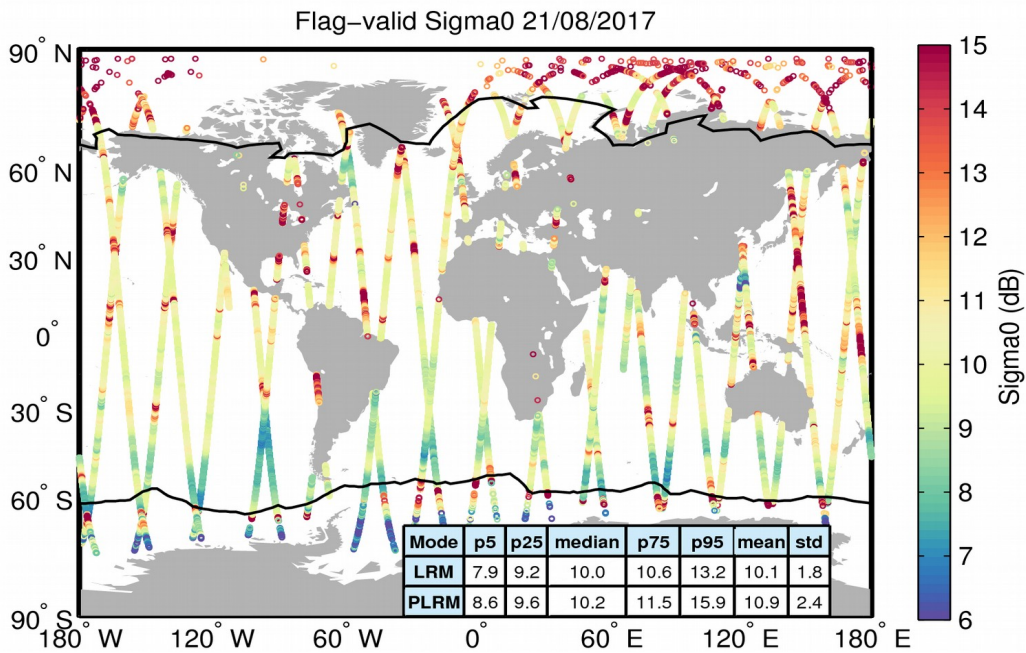 Flag−valid Sigma0 21/08/2017
90° N
60° N
30° N
0°
30° S
60° S
90° S
180° W 120° W 60° W 0° 60° E 120° E 180° E
Mode p5 p25 median p75 p95 mean std
LRM 7.9 9.2 10.0 10.6 13.2 10.1 1.8
PLRM 8.6 9.6 10.2 11.5 15.9 10.9 2.4
15
14
13
12
11
10
9
8
7
6
Sigma0 (dB)